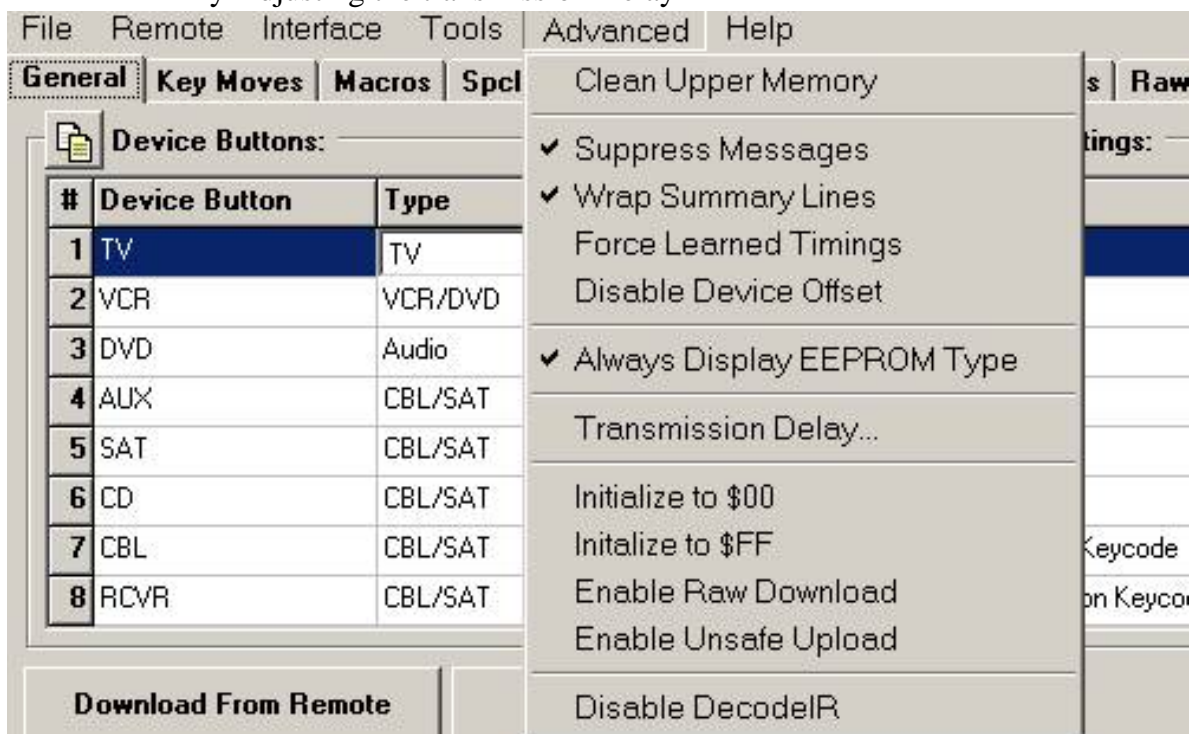 File Remote Interface Tools Advanced Help
General Key Moves Macros Spcl s Raw
Clean Upper Memory
Device Buttons: tings:
Suppress Messages
Wrap Summary Lines
Force Learned Timings
Disable Device Offset
Always Display EEPROM Type
Transmission Delay...
Initialize to $00
Initalize to $FF
Enable Raw Download
Enable Unsafe Upload
Disable DecodeIR
# Device Button Type
1 TV TV
2 VCR VCR/DVD
3 DVD Audio
4 AUX CBL/SAT
5 SAT CBL/SAT
6 CD CBL/SAT
7 CBL CBL/SAT Keycode
8 RCVR CBL/SAT on Keyco
Download From Remote